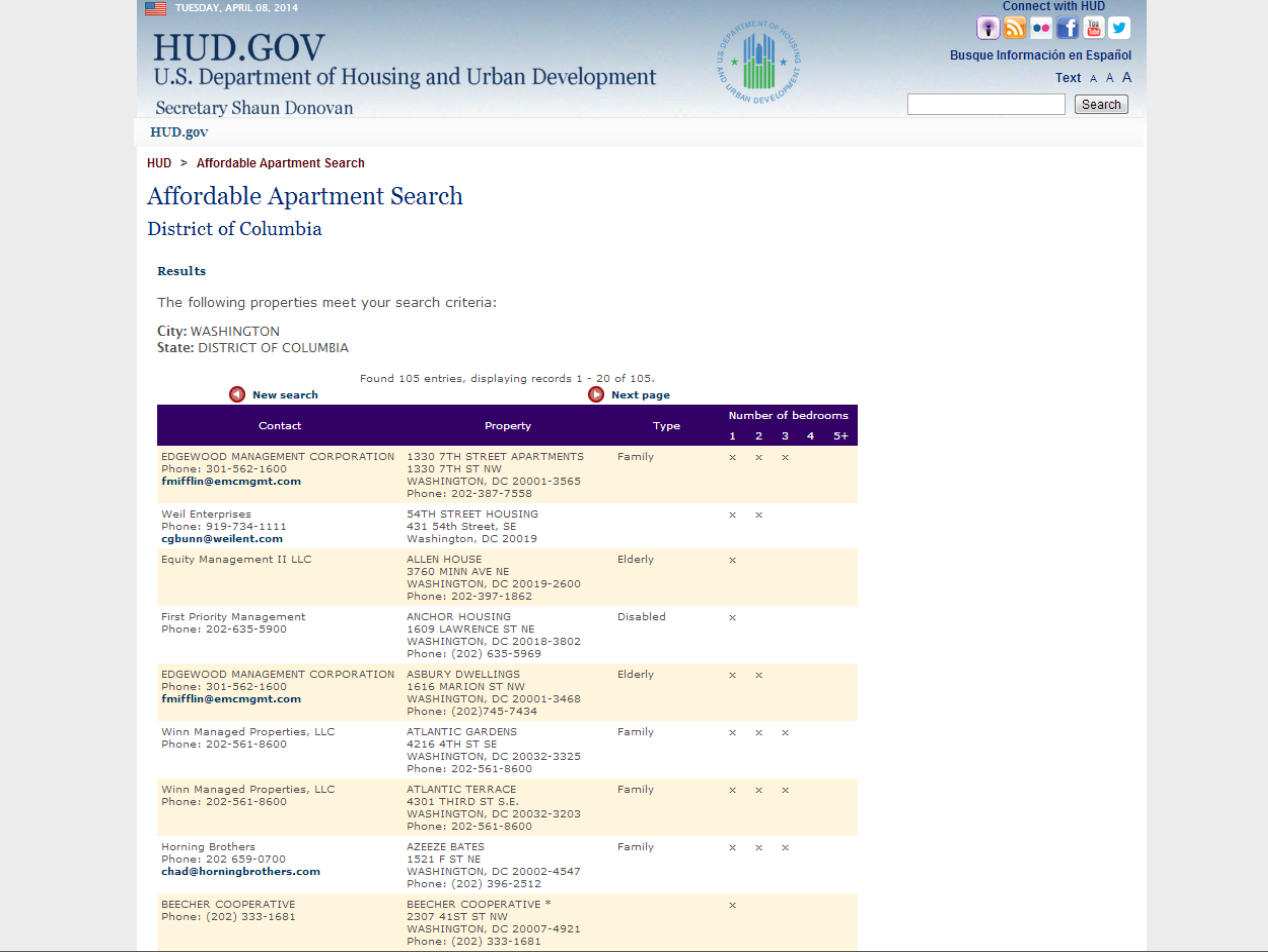 TUESDAY, APRIL 08, 2014
Connect with HUD
HUD.GOV
U.S. Department of Housing and Urban Development
Secretary Shaun Donovan
U.S. DEPARTMENT OF HOUSING AND URBAN DEVELOPMENT
You Tube
Busque Información en Español
Text A A A
Search
HUD.gov
HUD > Affordable Apartment Search
Affordable Apartment Search
District of Columbia
Results
The following properties meet your search criteria:
City: WASHINGTON
State: DISTRICT OF COLUMBIA
Found 105 entries, displaying records 1 - 20 of 105.
New search Next page
Contact Property Type Number of bedrooms
1 2 3 4 5+
EDGEWOOD MANAGEMENT CORPORATION 1330 7TH STREET APARTMENTS Family x x x
Phone: 301-562-1600 1330 7TH ST NW
fmifflin@emcmgmt.com WASHINGTON, DC 20001-3565
Phone: 202-387-7558
Weil Enterprises 54TH STREET HOUSING x x
Phone: 919-734-1111 431 54th Street, SE
cgbunn@weilent.com Washington, DC 20019
Equity Management II LLC ALLEN HOUSE Elderly x
3760 MINN AVE NE
WASHINGTON, DC 20019-2600
Phone: 202-397-1862
First Priority Management ANCHOR HOUSING Disabled x
Phone: 202-635-5900 1609 LAWRENCE ST NE
WASHINGTON, DC 20018-3802
Phone: (202) 635-5969
EDGEWOOD MANAGEMENT CORPORATION ASBURY DWELLINGS Elderly x x
Phone: 301-562-1600 1616 MARION ST NW
fmifflin@emcmgmt.com WASHINGTON, DC 20001-3468
Phone: (202)745-7434
Winn Managed Properties, LLC ATLANTIC GARDENS Family x x x
Phone: 202-561-8600 4216 4TH ST SE
WASHINGTON, DC 20032-3325
Phone: 202-561-8600
Winn Managed Properties, LLC ATLANTIC TERRACE Family x x x
Phone: 202-561-8600 4301 THIRD ST S.E.
WASHINGTON, DC 20032-3203
Phone: 202-561-8600
Horning Brothers AZEEZE BATES Family x x x
Phone: 202 659-0700 1521 F ST NE
chad@horningbrothers.com WASHINGTON, DC 20002-4547
Phone: (202) 396-2512
BEECHER COOPERATIVE BEECHER COOPERATIVE * x
Phone: (202) 333-1681 2307 41ST ST NW
WASHINGTON, DC 20007-4921
Phone: (202) 333-1681